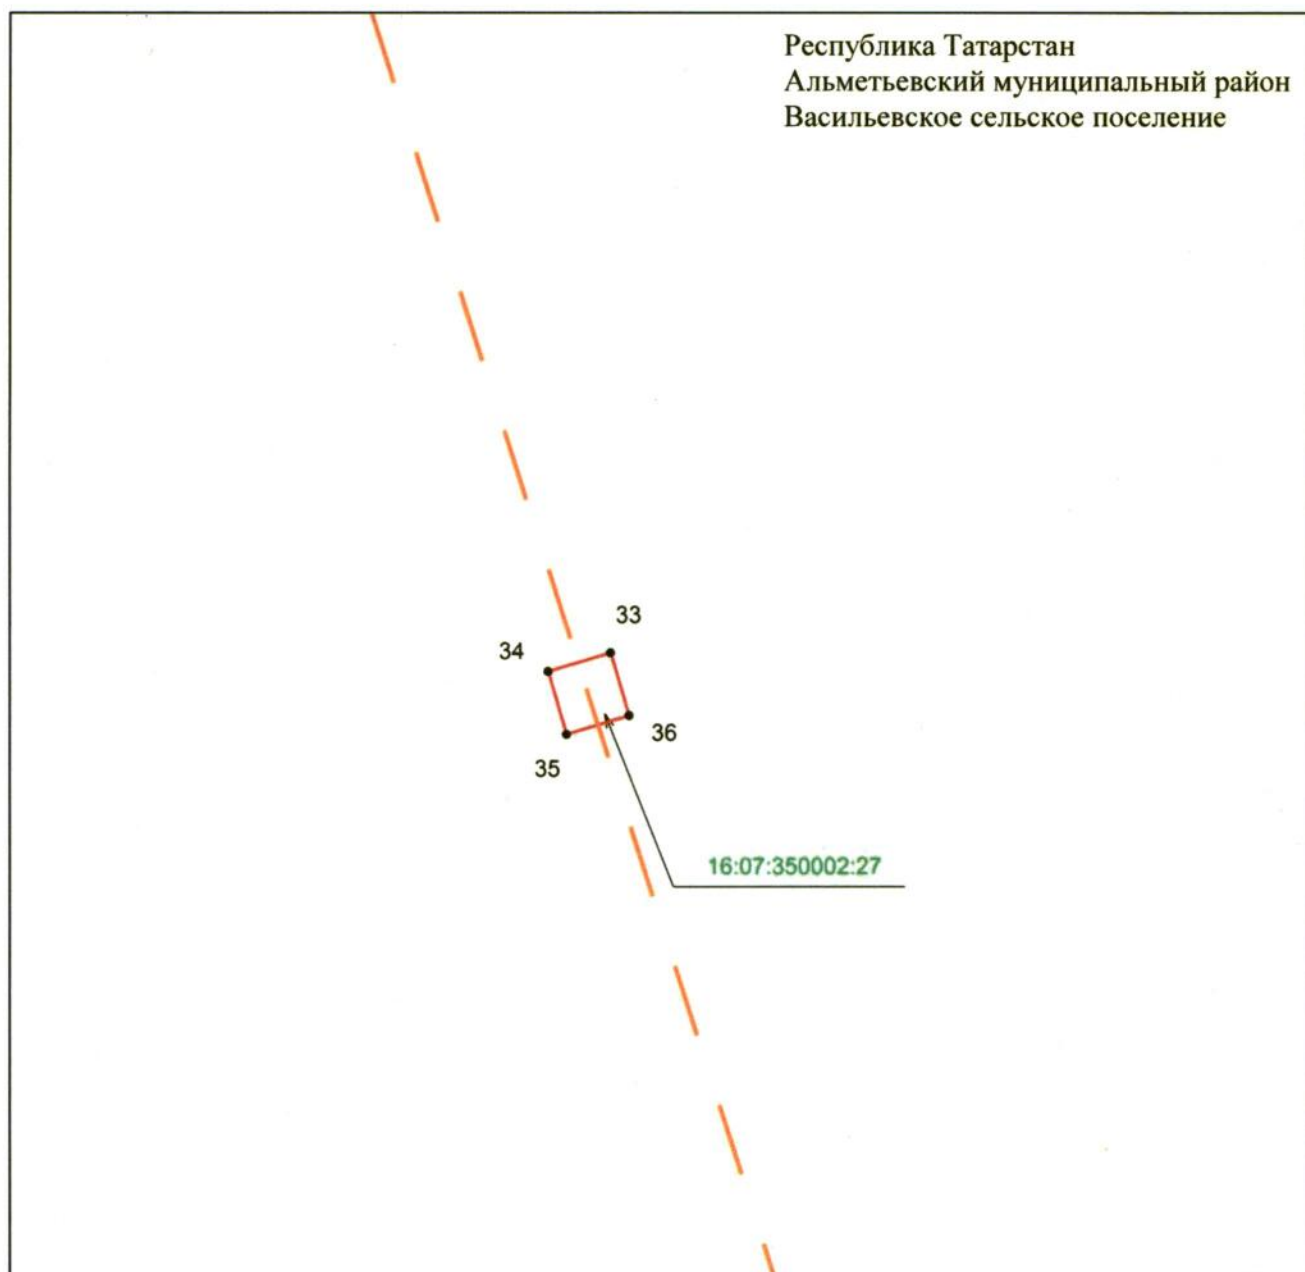 Республика Татарстан
Альметьевский муниципальный район
Васильевское сельское поселение
33
34
36
35
16:07:350002:27